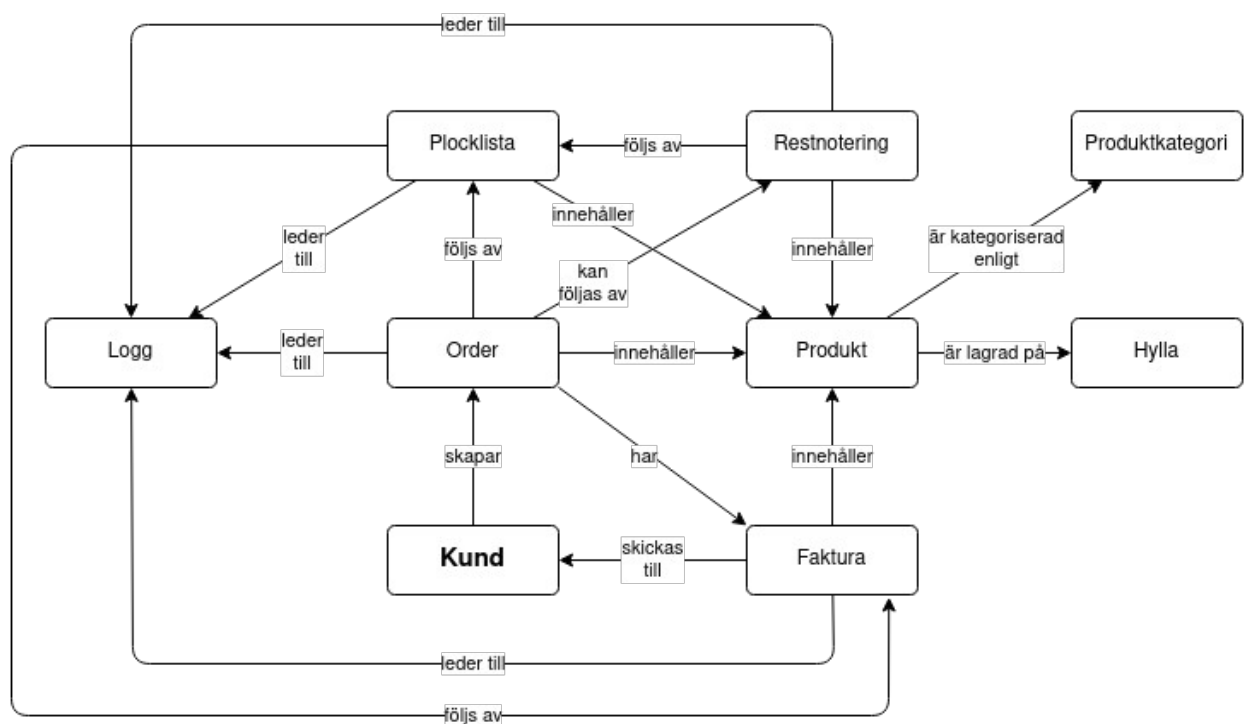 leder till
Plocklista
följs av
Restnotering
Produktkategori
innehåller
leder
till
följs av
kan
följas av
innehåller
är kategoriserad
enligt
Logg
leder
till
Order
innehåller
Produkt
är lagrad på
Hylla
skapar
har
innehåller
Kund
skickas
till
Faktura
leder till
följs av